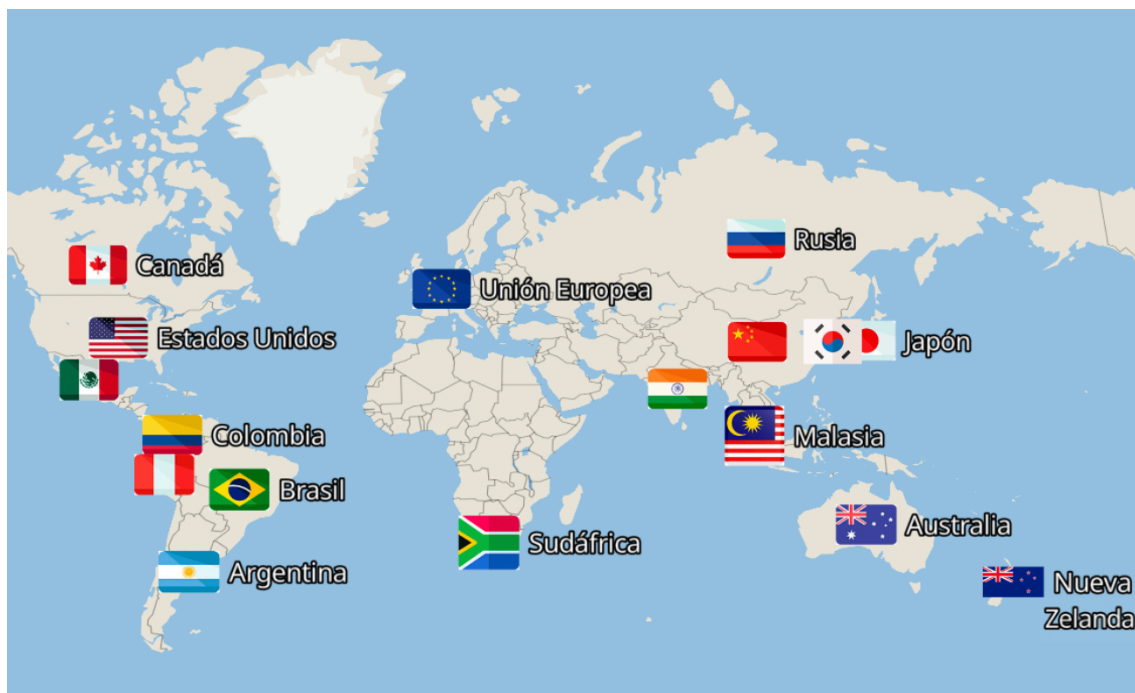 Rusia
Canadá
Unión Europea
Estados Unidos
Japón
Colombia
Malasia
Brasil
Australia
Sudáfrica
Argentina
Nueva
Zelanda